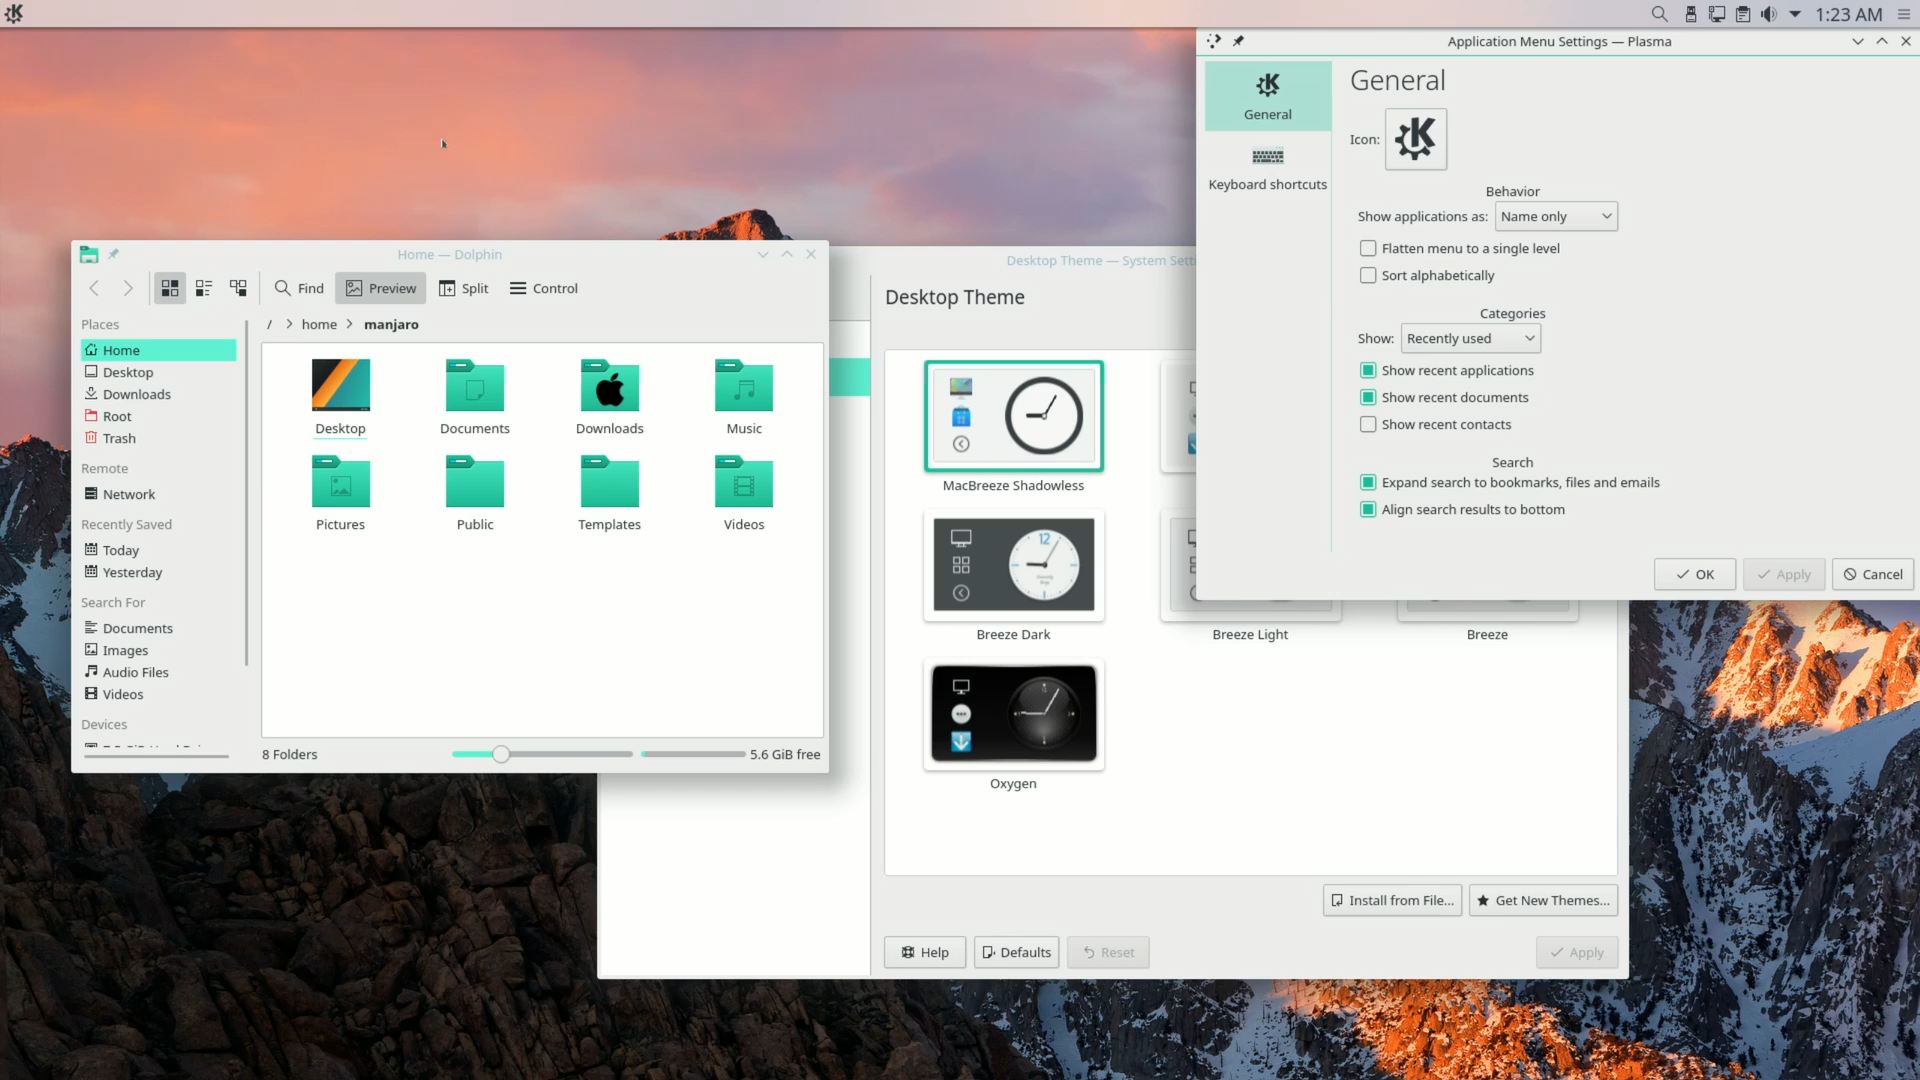 1:23 AM
Application Menu Settings — Plasma
General
Keyboard shortcuts
General
Icon:
Behavior
Show applications as: Name only
Flatten menu to a single level
Sort alphabetically
Categories
Show: Recently used
Show recent applications
Show recent documents
Show recent contacts
Search
Expand search to bookmarks, files and emails
Align search results to bottom
OK Apply Cancel
Home — Dolphin
Find Preview Split Control
/ > home > manjaro
Places
Home
Desktop
Downloads
Root
Trash
Remote
Network
Recently Saved
Today
Yesterday
Search For
Documents
Images
Audio Files
Videos
Devices
Desktop Documents Downloads Music
Pictures Public Templates Videos
8 Folders 5.6 GiB free
Desktop Theme — System
Desktop Theme
MacBreeze Shadowless
12
Breeze Dark Breeze Light Breeze
Oxygen
Install from File... Get New Themes...
Help Defaults Reset Apply